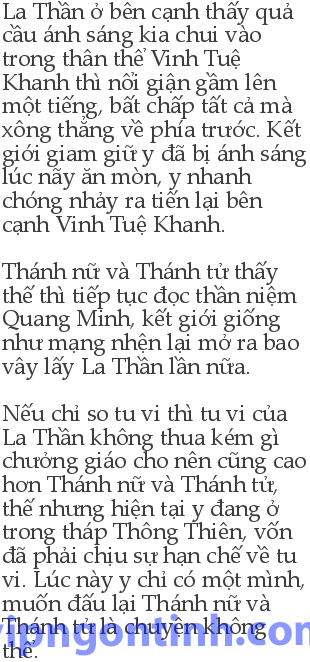 La Thần ở bên cạnh thấy quả
cầu ánh sáng kia chui vào
trong thân thể Vinh Tuệ
Khanh thì nổi giận gầm lên
một tiếng, bất chấp tất cả mà
xông thẳng về phía trước. Kết
giới giam giữ y đã bị ánh sáng
lúc nãy ăn mòn, y nhanh
chóng nhảy ra tiến lại bên
cạnh Vinh Tuệ Khanh.

Thánh nữ và Thánh tử thấy
thế thì tiếp tục đọc thần niệm
Quang Minh, kết giới giống
như mạng nhện lại mở ra bao
vây lấy La Thần lần nữa.

Nếu chỉ so tu vi thì tu vi của
La Thần không thua kém gì
chưởng giáo cho nên cũng cao
hơn Thánh nữ và Thánh tử,
thế nhưng hiện tại y đang ở
trong tháp Thông Thiên, vốn
đã phải chịu sự hạn chế về tu
vi. Lúc này y chỉ có một mình,
muốn đấu lại Thánh nữ và
Thánh tử là chuyện không
thể.
vipngontinh.com